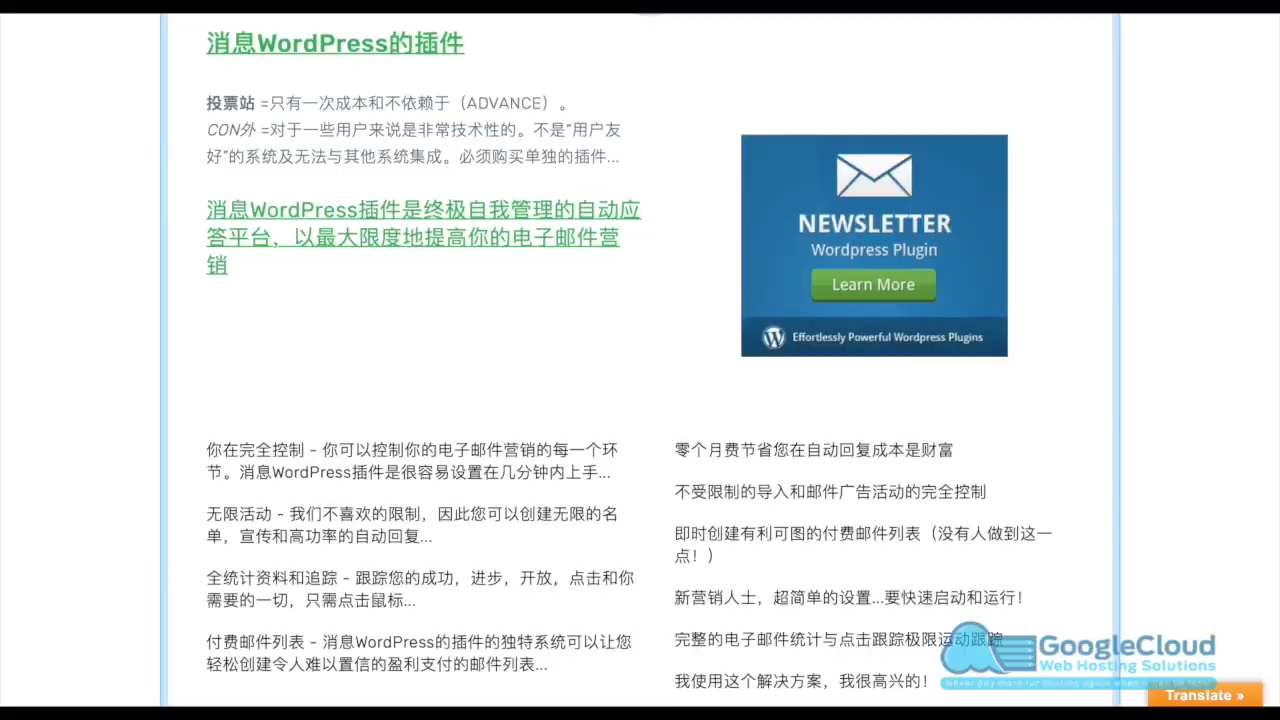 消息WordPress的插件
投票站 =只有一次成本和不依赖于（ADVANCE）。
CON外 =对于一些用户来说是非常技术性的。不是“用户友
好”的系统及无法与其他系统集成。必须购买单独的插件...
消息WordPress插件是终极自我管理的自动应
答平台，以最大限度地提高你的电子邮件营
销
NEWSLETTER
Wordpress Plugin
Learn More
Effortlessly Powerful Wordpress Plugins
你在完全控制 – 你可以控制你的电子邮件营销的每一个环
节。消息WordPress插件是很容易设置在几分钟内上手...
无限活动 – 我们不喜欢的限制，因此您可以创建无限的名
单，宣传和高功率的自动回复...
全统计资料和追踪 – 跟踪您的成功，进步，开放，点击和你
需要的一切，只需点击鼠标...
付费邮件列表 – 消息WordPress的插件的独特系统可以让您
轻松创建令人难以置信的盈利支付的邮件列表...
零个月费节省您在自动回复成本是财富
不受限制的导入和邮件广告活动的完全控制
即时创建有利可图的付费邮件列表（没有人做到这一
点！）
新营销人士，超简单的设置...要快速启动和运行！
完整的电子邮件统计与点击跟踪极限运动跟踪
我使用这个解决方案，我很高兴的！
GoogleCloud
Web Hosting Solutions
Never pay more for hosting again when
Translate »